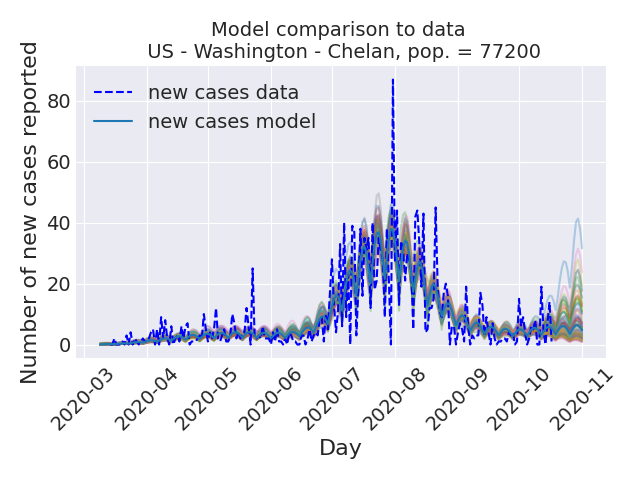 Model comparison to data
US - Washington - Chelan, pop. = 77200
Number of new cases reported
80
60
40
20
0
new cases data
new cases model
2020-03
2020-04
2020-05
2020-06
2020-07
2020-08
2020-09
2020-10
2020-11
Day